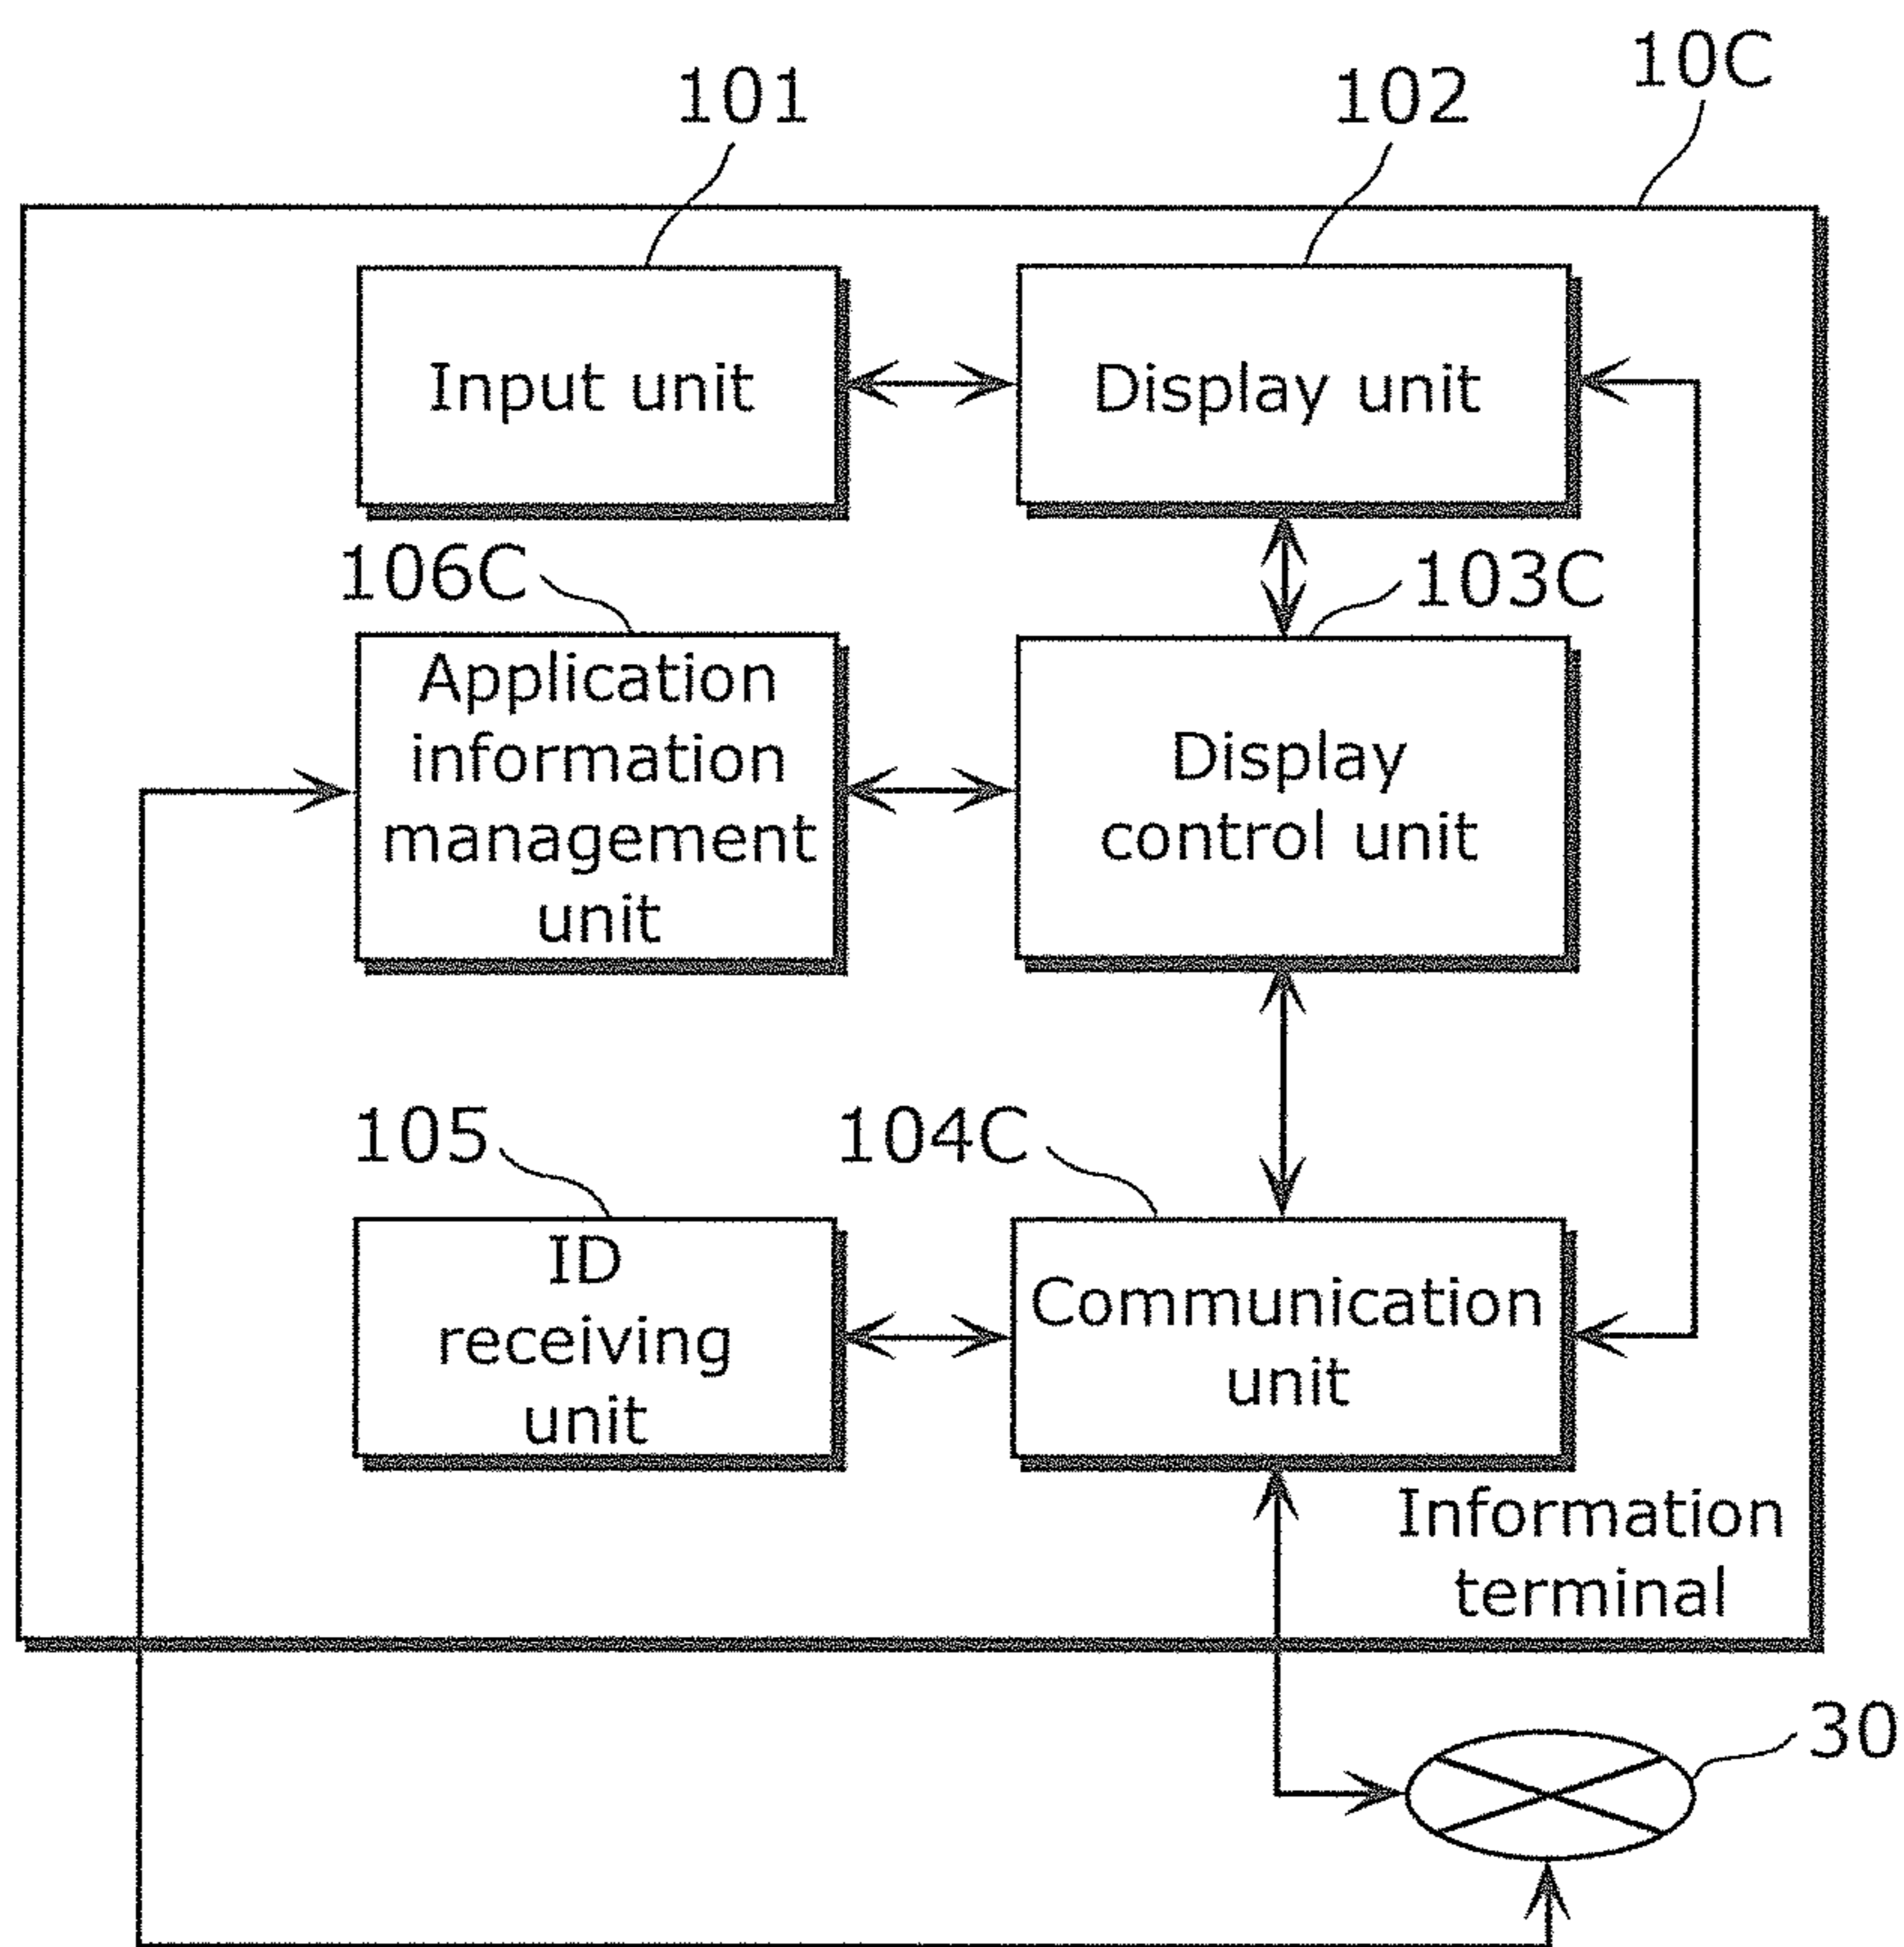 10C
101
102
Input unit
Display unit
106C
103C
Application
information
management
unit
Display
control unit
105
104C
ID
receiving
unit
Communication
unit
Information
terminal
30